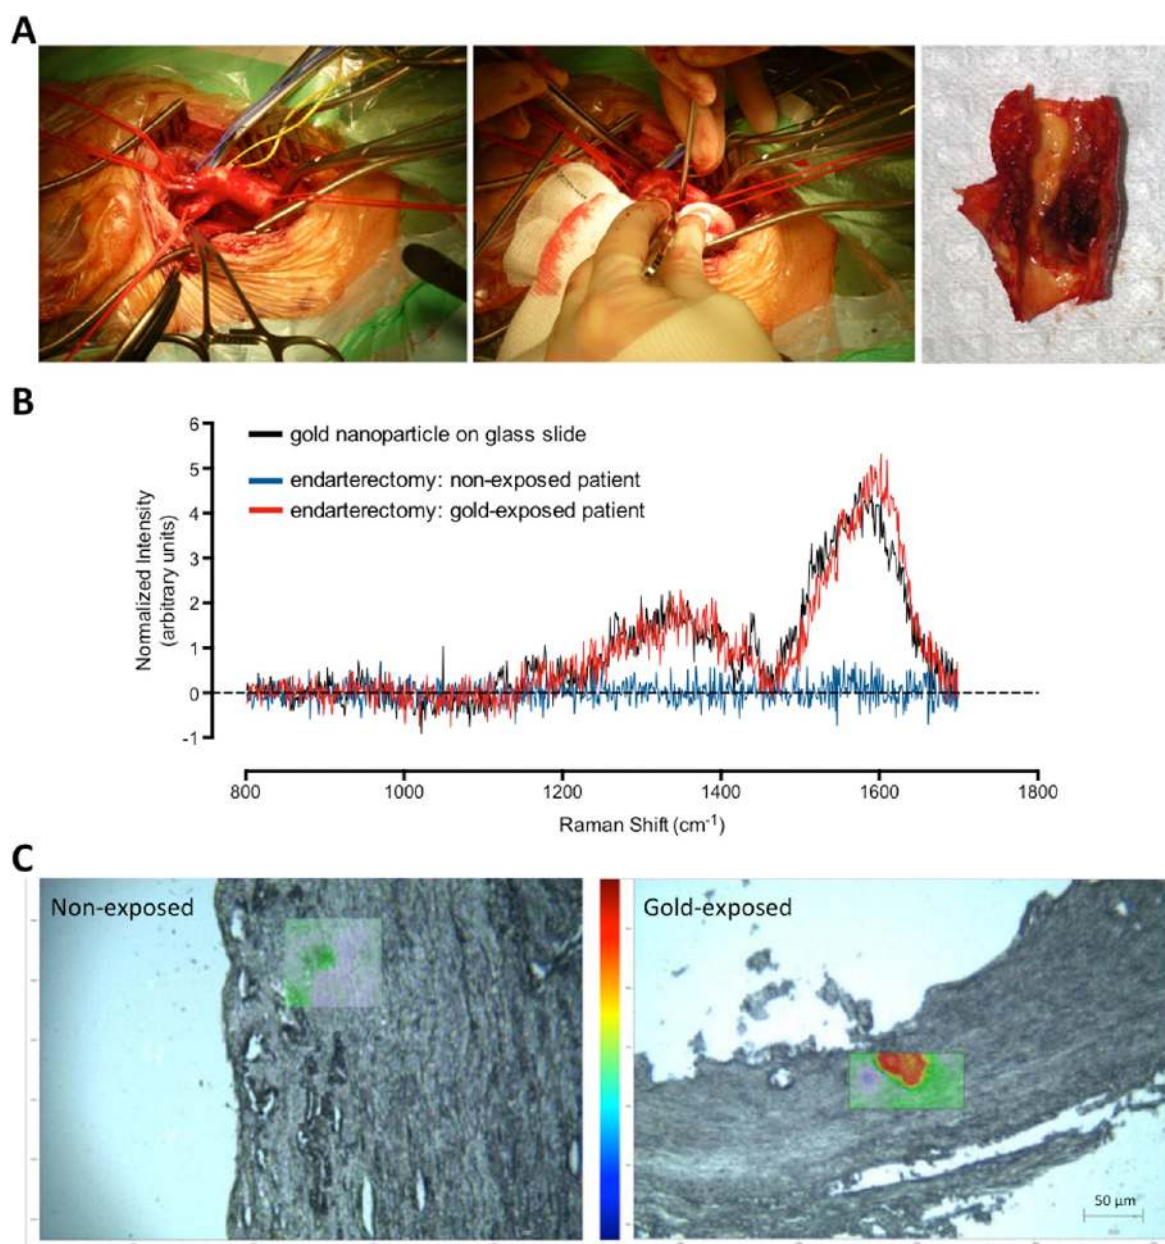 A
B
6
5
4
3
2
1
0
-1
Normalized Intensity
(arbitrary units)
gold nanoparticle on glass slide
endarterectomy: non-exposed patient
endarterectomy: gold-exposed patient
800 1000 1200 1400 1600 1800
Raman Shift (cm⁻¹)
C
Non-exposed
Gold-exposed
50 µm